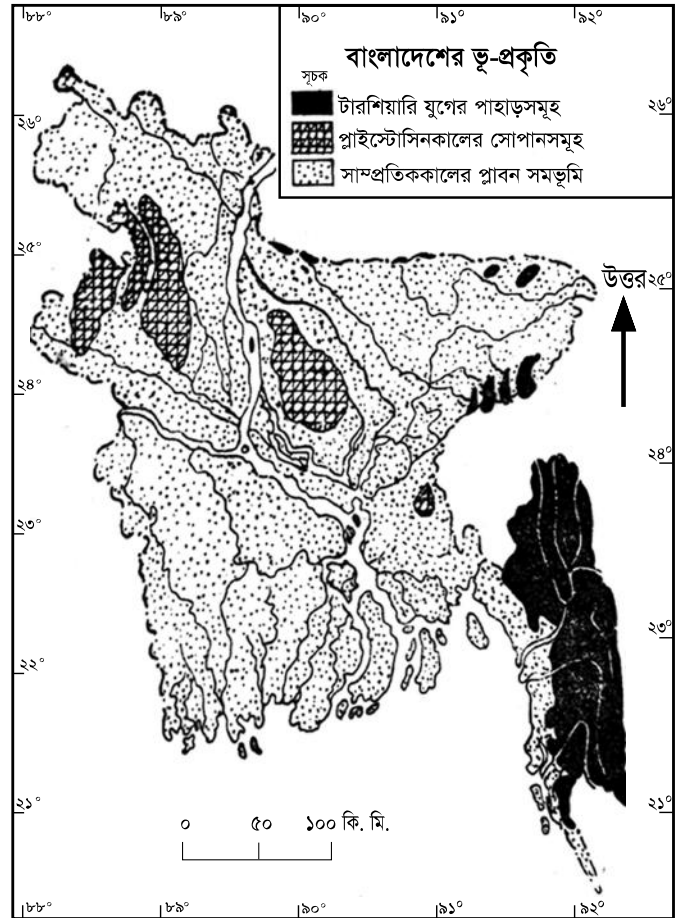 ৮৮° ৮৯° ৯০° ৯১° ৯২°
বাংলাদেশের ভূ-প্রকৃতি
সূচক
টারশিয়ারি যুগের পাহাড়সমূহ
প্লাইস্টোসিনকালের সোপানসমূহ
সাম্প্রতিককালের প্লাবন সমভূমি
২৬° ২৬°
২৫° ২৫°
উত্তর
২৪° ২৪°
২৩° ২৩°
২২°
২১° ২১°
০ ৫০ ১০০ কি. মি.
৮৮° ৮৯° ৯০° ৯১° ৯২°